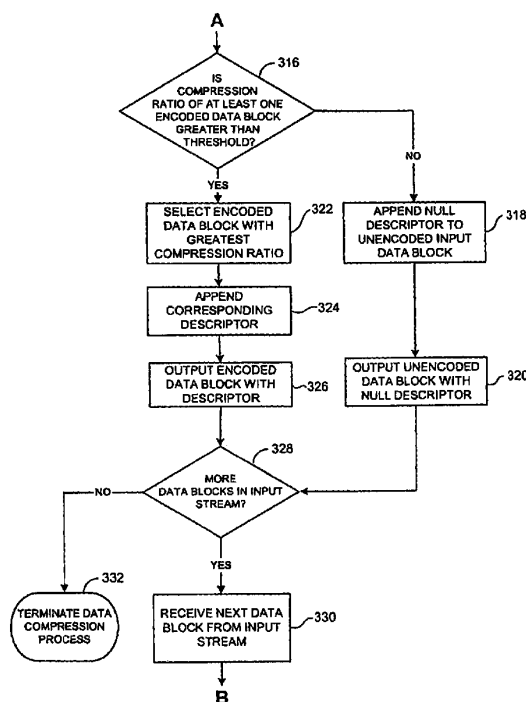 A
316
IS
COMPRESSION
RATIO OF AT LEAST ONE
ENCODED DATA BLOCK
GREATER THAN
THRESHOLD?
NO
YES
SELECT ENCODED
DATA BLOCK WITH
GREATEST
COMPRESSION RATIO
322
APPEND NULL
DESCRIPTOR TO
UNENCODED INPUT
DATA BLOCK
318
APPEND
CORRESPONDING
DESCRIPTOR
324
OUTPUT ENCODED
DATA BLOCK WITH
DESCRIPTOR
326
OUTPUT UNENCODED
DATA BLOCK WITH
NULL DESCRIPTOR
320
328
MORE
DATA BLOCKS IN INPUT
STREAM?
NO
YES
332
TERMINATE DATA
COMPRESSION
PROCESS
RECEIVE NEXT DATA
BLOCK FROM INPUT
STREAM
330
B